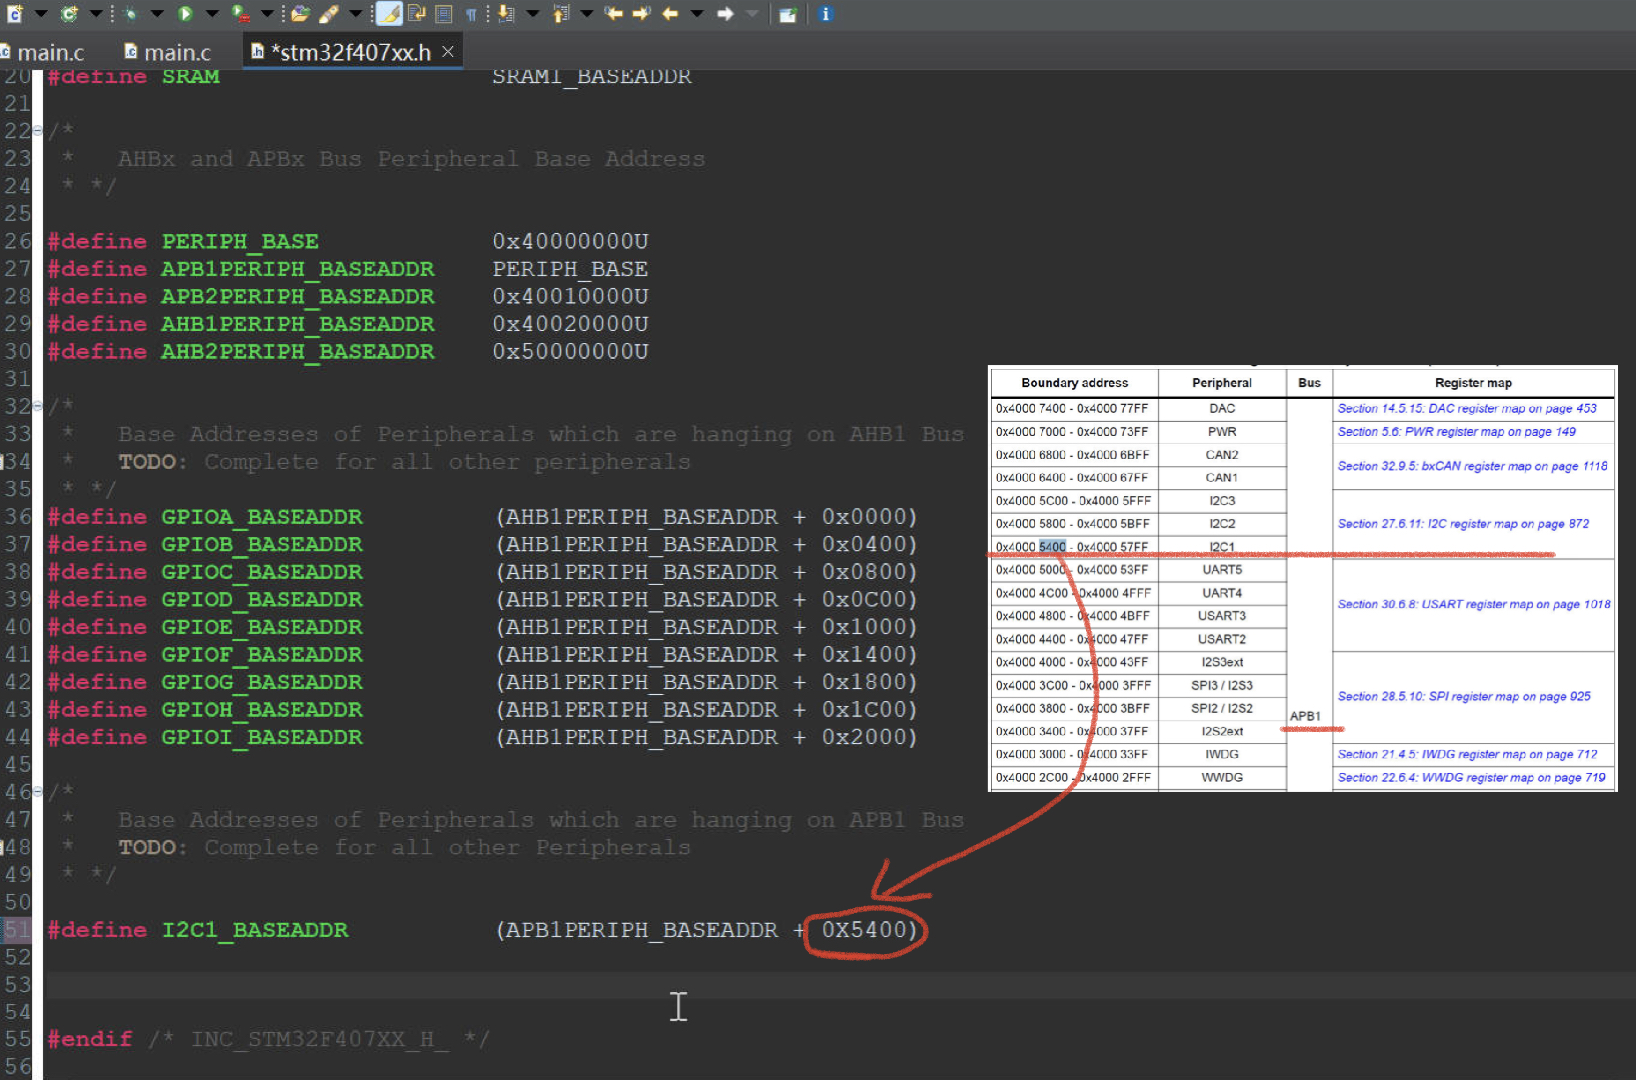 main.c main.c *stm32f407xx.h
20 #define SRAM SRAM1_BASEADDR
21
22 /*
23 * AHBx and APBx Bus Peripheral Base Address
24 * */
25
26 #define PERIPH_BASE 0x40000000U
27 #define APB1PERIPH_BASEADDR PERIPH_BASE
28 #define APB2PERIPH_BASEADDR 0x40010000U
29 #define AHB1PERIPH_BASEADDR 0x40020000U
30 #define AHB2PERIPH_BASEADDR 0x50000000U
31
32 /*
33 * Base Addresses of Peripherals which are hanging on AHB1 Bus
34 * TODO: Complete for all other peripherals
35 * */
36 #define GPIOA_BASEADDR (AHB1PERIPH_BASEADDR + 0x0000)
37 #define GPIOB_BASEADDR (AHB1PERIPH_BASEADDR + 0x0400)
38 #define GPIOC_BASEADDR (AHB1PERIPH_BASEADDR + 0x0800)
39 #define GPIOD_BASEADDR (AHB1PERIPH_BASEADDR + 0x0C00)
40 #define GPIOE_BASEADDR (AHB1PERIPH_BASEADDR + 0x1000)
41 #define GPIOF_BASEADDR (AHB1PERIPH_BASEADDR + 0x1400)
42 #define GPIOG_BASEADDR (AHB1PERIPH_BASEADDR + 0x1800)
43 #define GPIOH_BASEADDR (AHB1PERIPH_BASEADDR + 0x1C00)
44 #define GPIOI_BASEADDR (AHB1PERIPH_BASEADDR + 0x2000)
45
46 /*
47 * Base Addresses of Peripherals which are hanging on APB1 Bus
48 * TODO: Complete for all other Peripherals
49 * */
50
51 #define I2C1_BASEADDR (APB1PERIPH_BASEADDR + 0X5400)
52
53
54
55 #endif /* INC_STM32F407XX_H_ */
56
Boundary address Peripheral Bus Register map
0x4000 7400 - 0x4000 77FF DAC Section 14.5.15: DAC register map on page 453
0x4000 7000 - 0x4000 73FF PWR Section 5.6: PWR register map on page 149
0x4000 6800 - 0x4000 6BFF CAN2
Section 32.9.5: bxCAN register map on page 1118
0x4000 6400 - 0x4000 67FF CAN1
0x4000 5C00 - 0x4000 5FFF I2C3
0x4000 5800 - 0x4000 5BFF I2C2 Section 27.6.11: I2C register map on page 872
0x4000 5400 - 0x4000 57FF I2C1
0x4000 5000 - 0x4000 53FF UART5
0x4000 4C00 - 0x4000 4FFF UART4
Section 30.6.8: USART register map on page 1018
0x4000 4800 - 0x4000 4BFF USART3
0x4000 4400 - 0x4000 47FF USART2
0x4000 4000 - 0x4000 43FF I2S3ext
0x4000 3C00 - 0x4000 3FFF SPI3 / I2S3
Section 28.5.10: SPI register map on page 925
0x4000 3800 - 0x4000 3BFF SPI2 / I2S2
APB1
0x4000 3400 - 0x4000 37FF I2S2ext
0x4000 3000 - 0x4000 33FF IWDG Section 21.4.5: IWDG register map on page 712
0x4000 2C00 - 0x4000 2FFF WWDG Section 22.6.4: WWDG register map on page 719